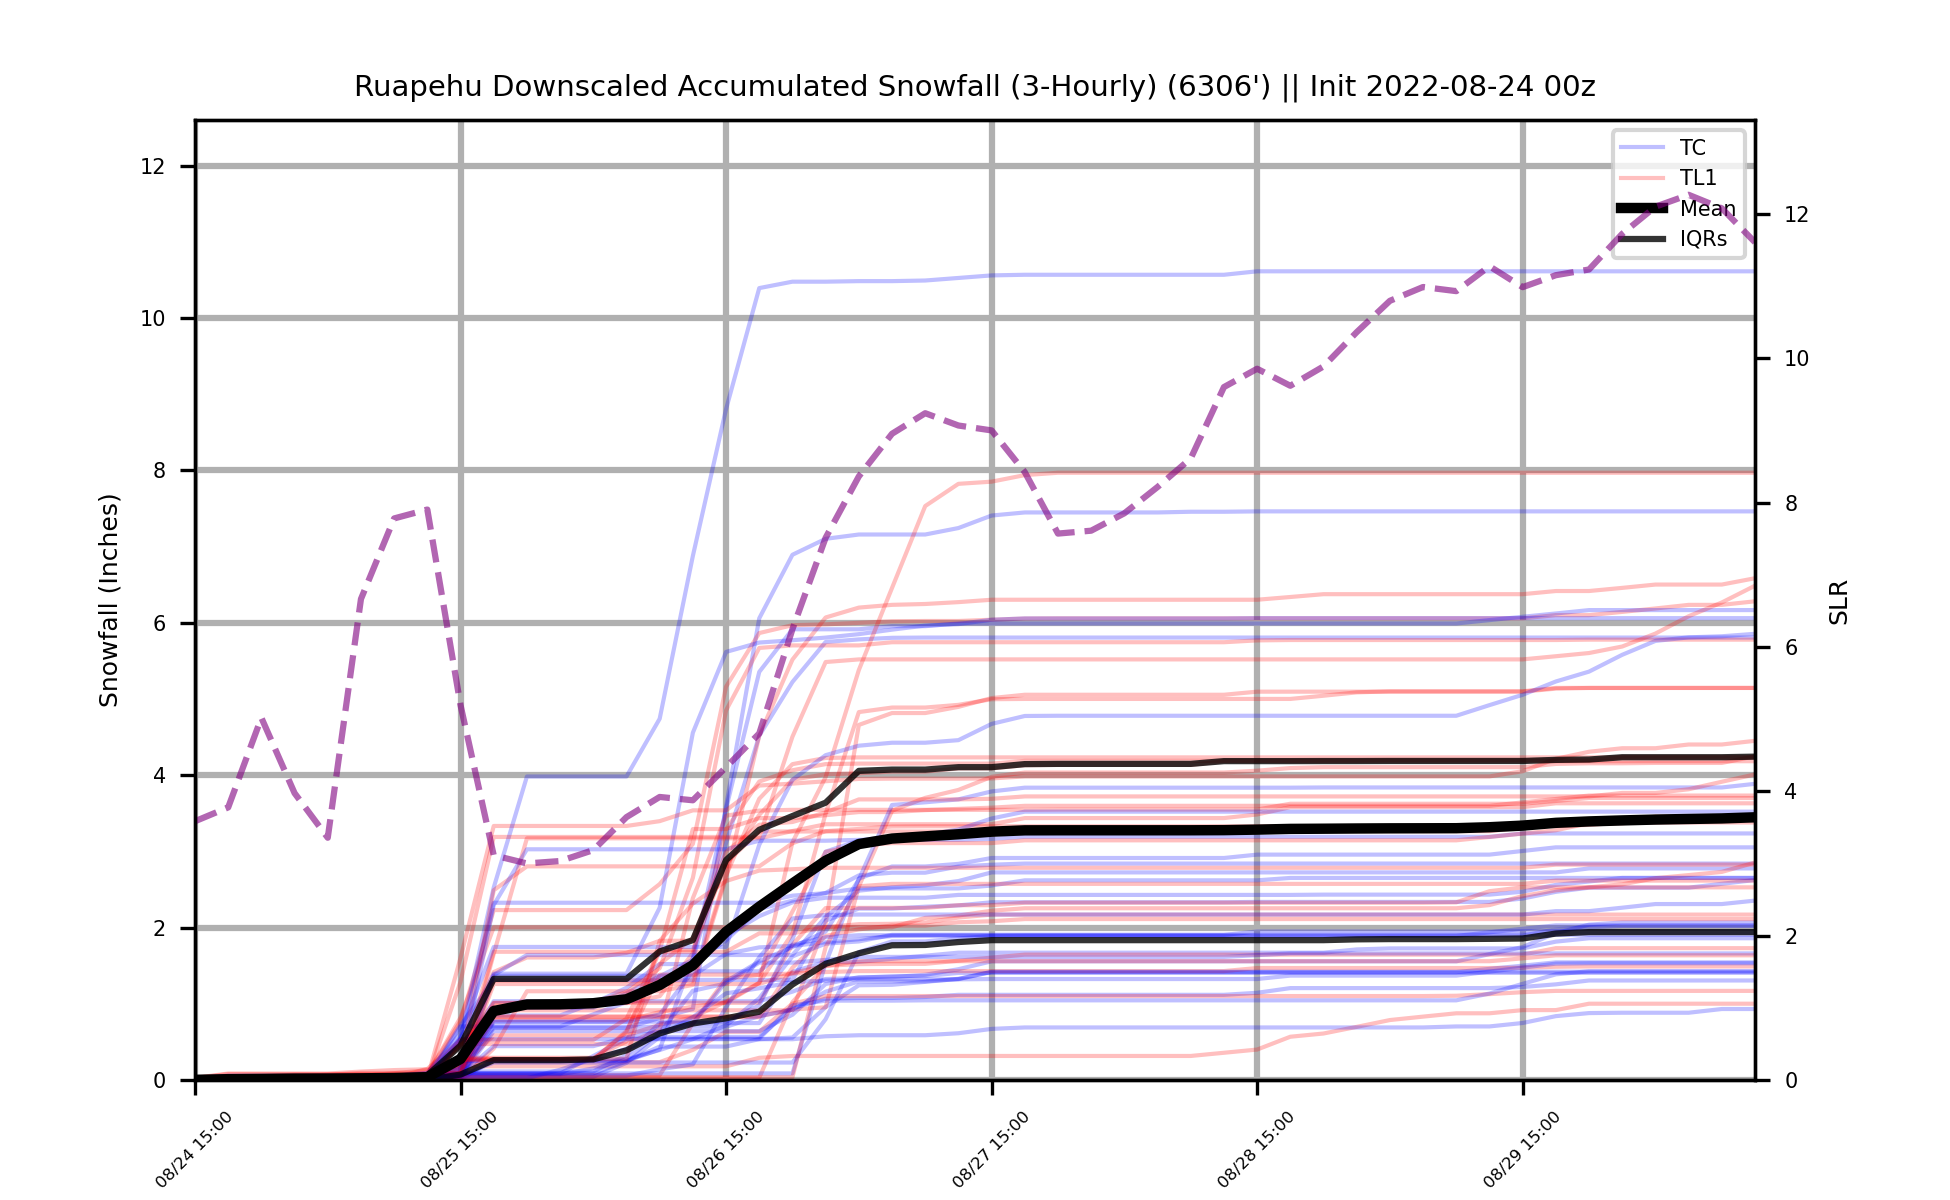 Ruapehu Downscaled Accumulated Snowfall (3-Hourly) (6306') || Init 2022-08-24 00z
TC
TL1
Mean
IQRs
Snowfall (Inches)
12
10
8
6
4
2
0
SLR
12
10
8
6
4
2
0
08/24 15:00
08/25 15:00
08/26 15:00
08/27 15:00
08/28 15:00
08/29 15:00